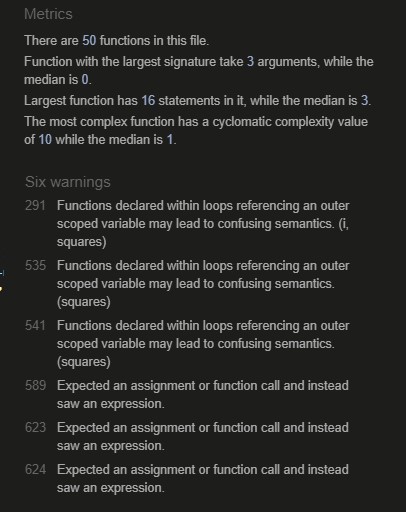 Metrics
There are 50 functions in this file.
Function with the largest signature take 3 arguments, while the
median is 0.
Largest function has 16 statements in it, while the median is 3.
The most complex function has a cyclomatic complexity value
of 10 while the median is 1.
Six warnings
291 Functions declared within loops referencing an outer
scoped variable may lead to confusing semantics. (i,
squares)
535 Functions declared within loops referencing an outer
scoped variable may lead to confusing semantics.
(squares)
541 Functions declared within loops referencing an outer
scoped variable may lead to confusing semantics.
(squares)
589 Expected an assignment or function call and instead
saw an expression.
623 Expected an assignment or function call and instead
saw an expression.
624 Expected an assignment or function call and instead
saw an expression.